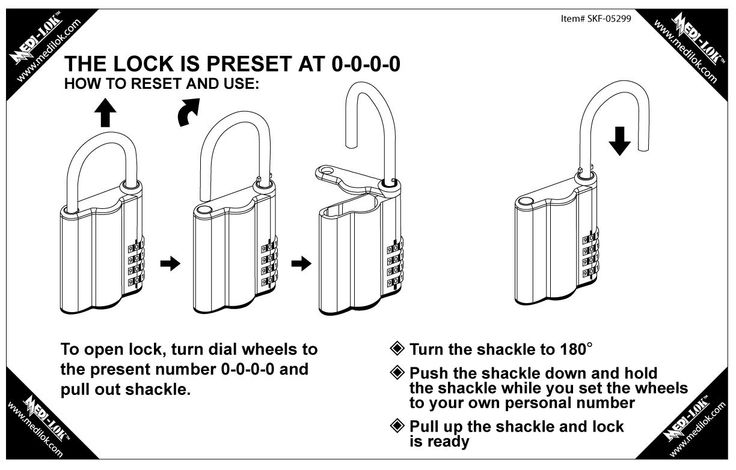 MEDI-LOK™
www.medilok.com
Item# SKF-05299
MEDI-LOK™
www.medilok.com
THE LOCK IS PRESET AT 0-0-0-0
HOW TO RESET AND USE:
To open lock, turn dial wheels to
the present number 0-0-0-0 and
pull out shackle.
◈ Turn the shackle to 180°
◈ Push the shackle down and hold
the shackle while you set the wheels
to your own personal number
◈ Pull up the shackle and lock
is ready
MEDI-LOK™
www.medilok.com
MEDI-LOK™
www.medilok.com